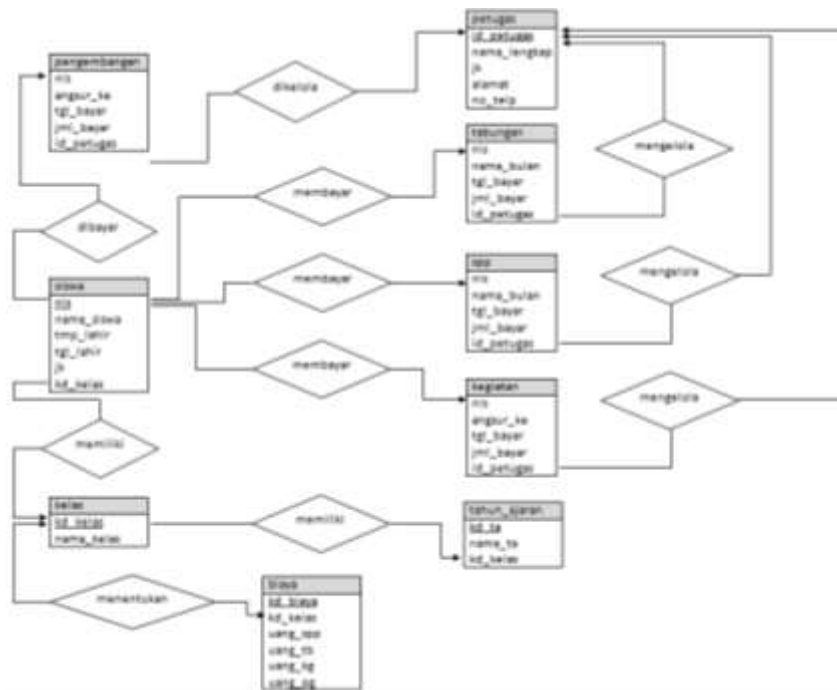 petugas
id_petugas
nama_lengkap
jk
alamat
no_telp
pengembangan
nis
angsur_ke
tgl_bayar
jml_bayar
id_petugas
dikelola
tabungan
nis
nama_bulan
tgl_bayar
jml_bayar
id_petugas
mengelola
membayar
dibayar
siswa
nis
nama_siswa
tmp_lahir
tgl_lahir
jk
kd_kelas
membayar
spp
nis
nama_bulan
tgl_bayar
jml_bayar
id_petugas
mengelola
membayar
kegiatan
nis
angsur_ke
tgl_bayar
jml_bayar
id_petugas
mengelola
memiliki
kelas
kd_kelas
nama_kelas
memiliki
tahun_ajaran
kd_ta
nama_ta
kd_kelas
menentukan
biaya
kd_biaya
kd_kelas
uang_spp
uang_tb
uang_kg
uang_pg